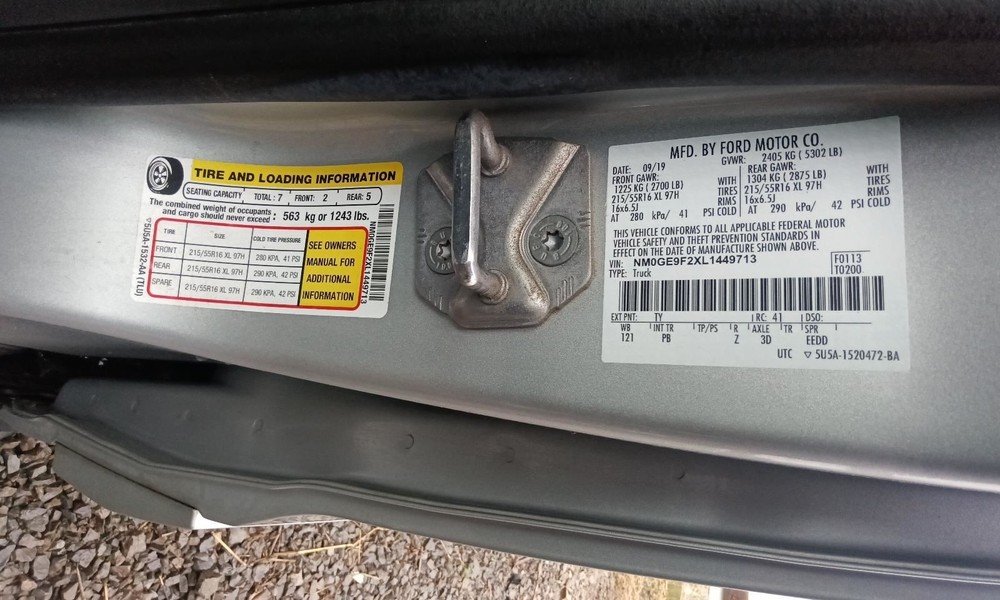 TIRE AND LOADING INFORMATION
SEATING CAPACITY TOTAL: 7 FRONT: 2 REAR: 5
The combined weight of occupants
and cargo should never exceed : 563 kg or 1243 lbs.
TIRE SIZE COLD TIRE PRESSURE
FRONT 215/55R16 XL 97H 280 KPA, 41 PSI
REAR 215/55R16 XL 97H 290 KPA, 42 PSI
SPARE 215/55R16 XL 97H 290 KPA, 42 PSI
SEE OWNERS
MANUAL FOR
ADDITIONAL
INFORMATION
5U5A-1532-AA (TLU)
NM0GE9F2XLL1449713
MFD. BY FORD MOTOR CO.
DATE: 09/19 GVWR: 2405 KG ( 5302 LB)
FRONT GAWR: REAR GAWR:
1225 KG ( 2700 LB) WITH 1304 KG ( 2875 LB) WITH
215/55R16 XL 97H TIRES 215/55R16 XL 97H TIRES
16x6.5J RIMS 16x6.5J RIMS
AT 280 kPa/ 41 PSI COLD AT 290 kPa/ 42 PSI COLD
THIS VEHICLE CONFORMS TO ALL APPLICABLE FEDERAL MOTOR
VEHICLE SAFETY AND THEFT PREVENTION STANDARDS IN
EFFECT ON THE DATE OF MANUFACTURE SHOWN ABOVE.
VIN: NM0GE9F2XL1449713 F0113
TYPE: Truck T0200
EXT PNT: TY RC: 41 DSO:
WB INT TR TP/PS R AXLE TR SPR
121 PB Z 3D EEDD
UTC 5U5A-1520472-BA